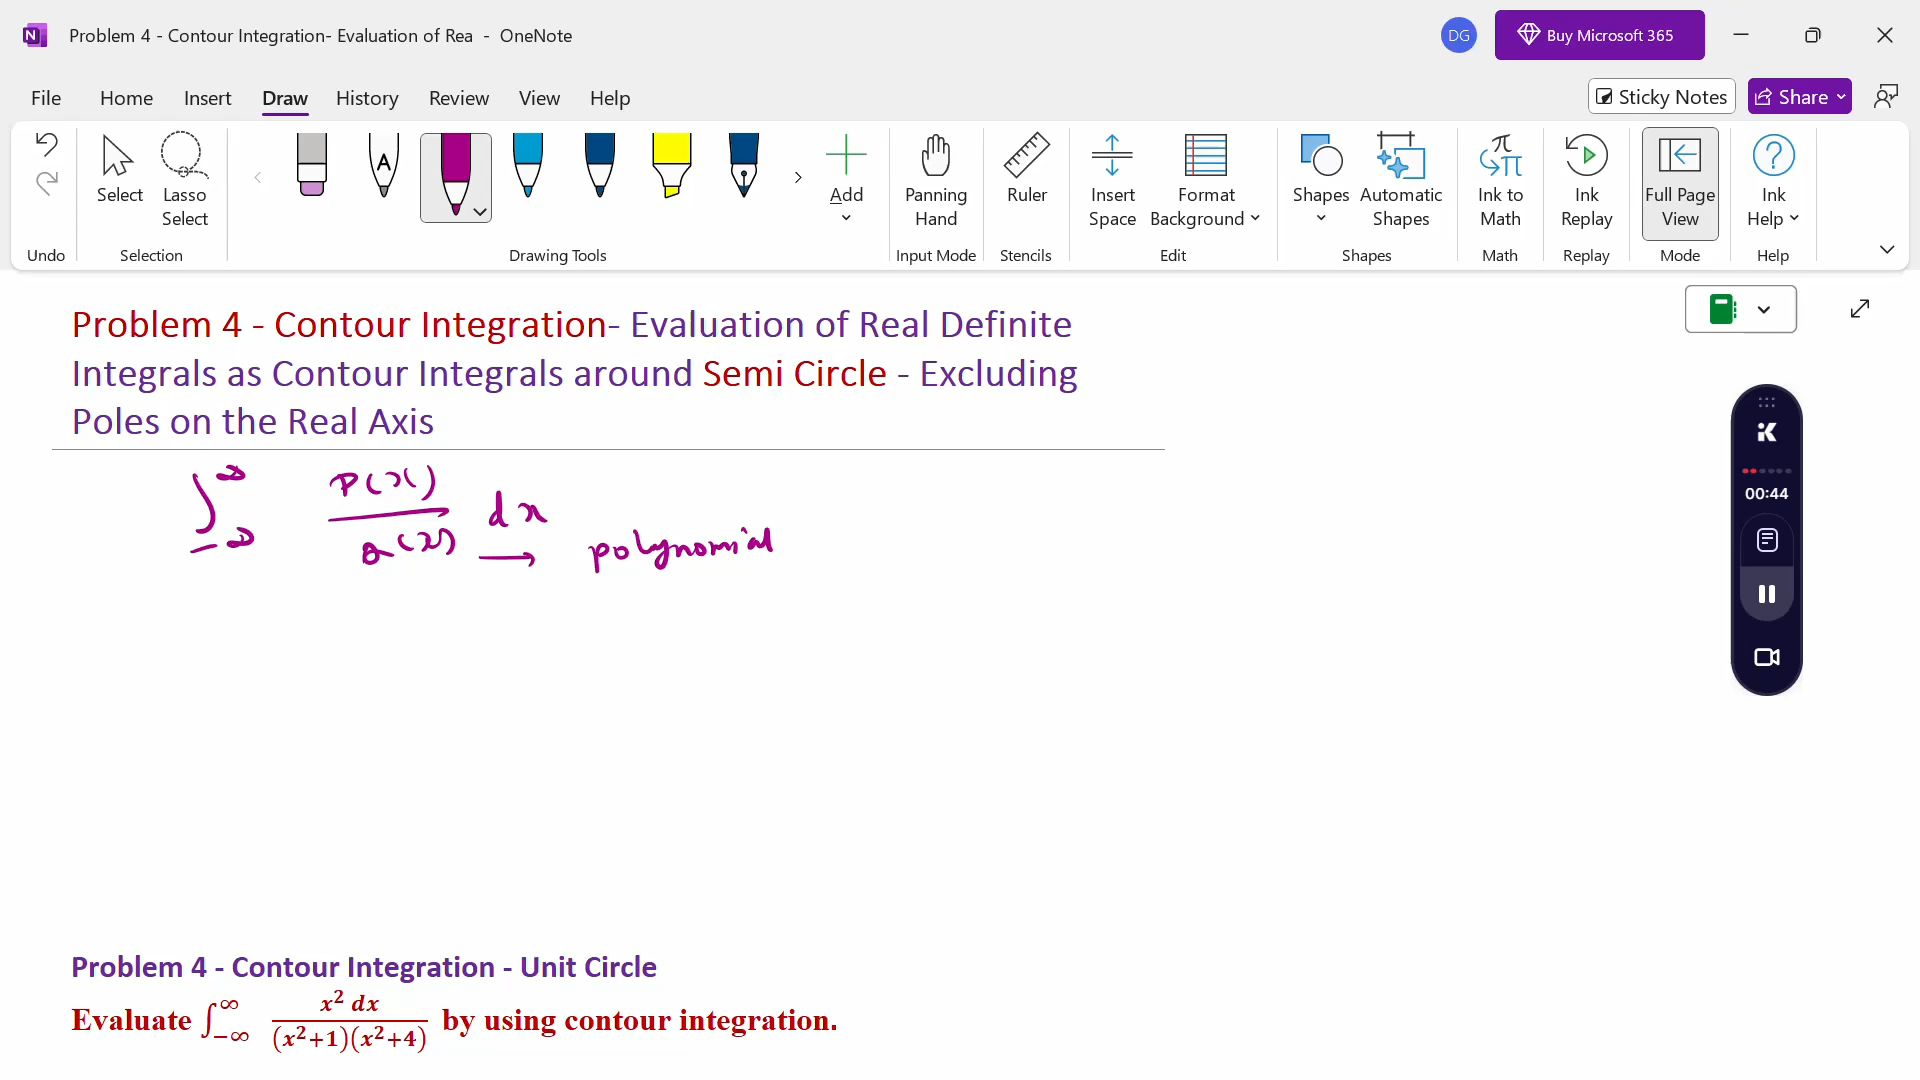 Problem 4 - Contour Integration- Evaluation of Rea - OneNote
DG
Buy Microsoft 365
File Home Insert Draw History Review View Help
Sticky Notes
Share
Select
Lasso Select
A
Add
Panning Hand
Ruler
Insert Space
Format Background
Shapes
Automatic Shapes
Ink to Math
Ink Replay
Full Page View
Ink Help
Undo Selection Drawing Tools Input Mode Stencils Edit Shapes Math Replay Mode Help
Problem 4 - Contour Integration- Evaluation of Real Definite
Integrals as Contour Integrals around Semi Circle - Excluding
Poles on the Real Axis
00:44
∫_{-∞}^{∞} P(x)/Q(x) dx → polynomial
Problem 4 - Contour Integration - Unit Circle
Evaluate ∫_{-∞}^{∞} x² dx/((x²+1)(x²+4)) by using contour integration.